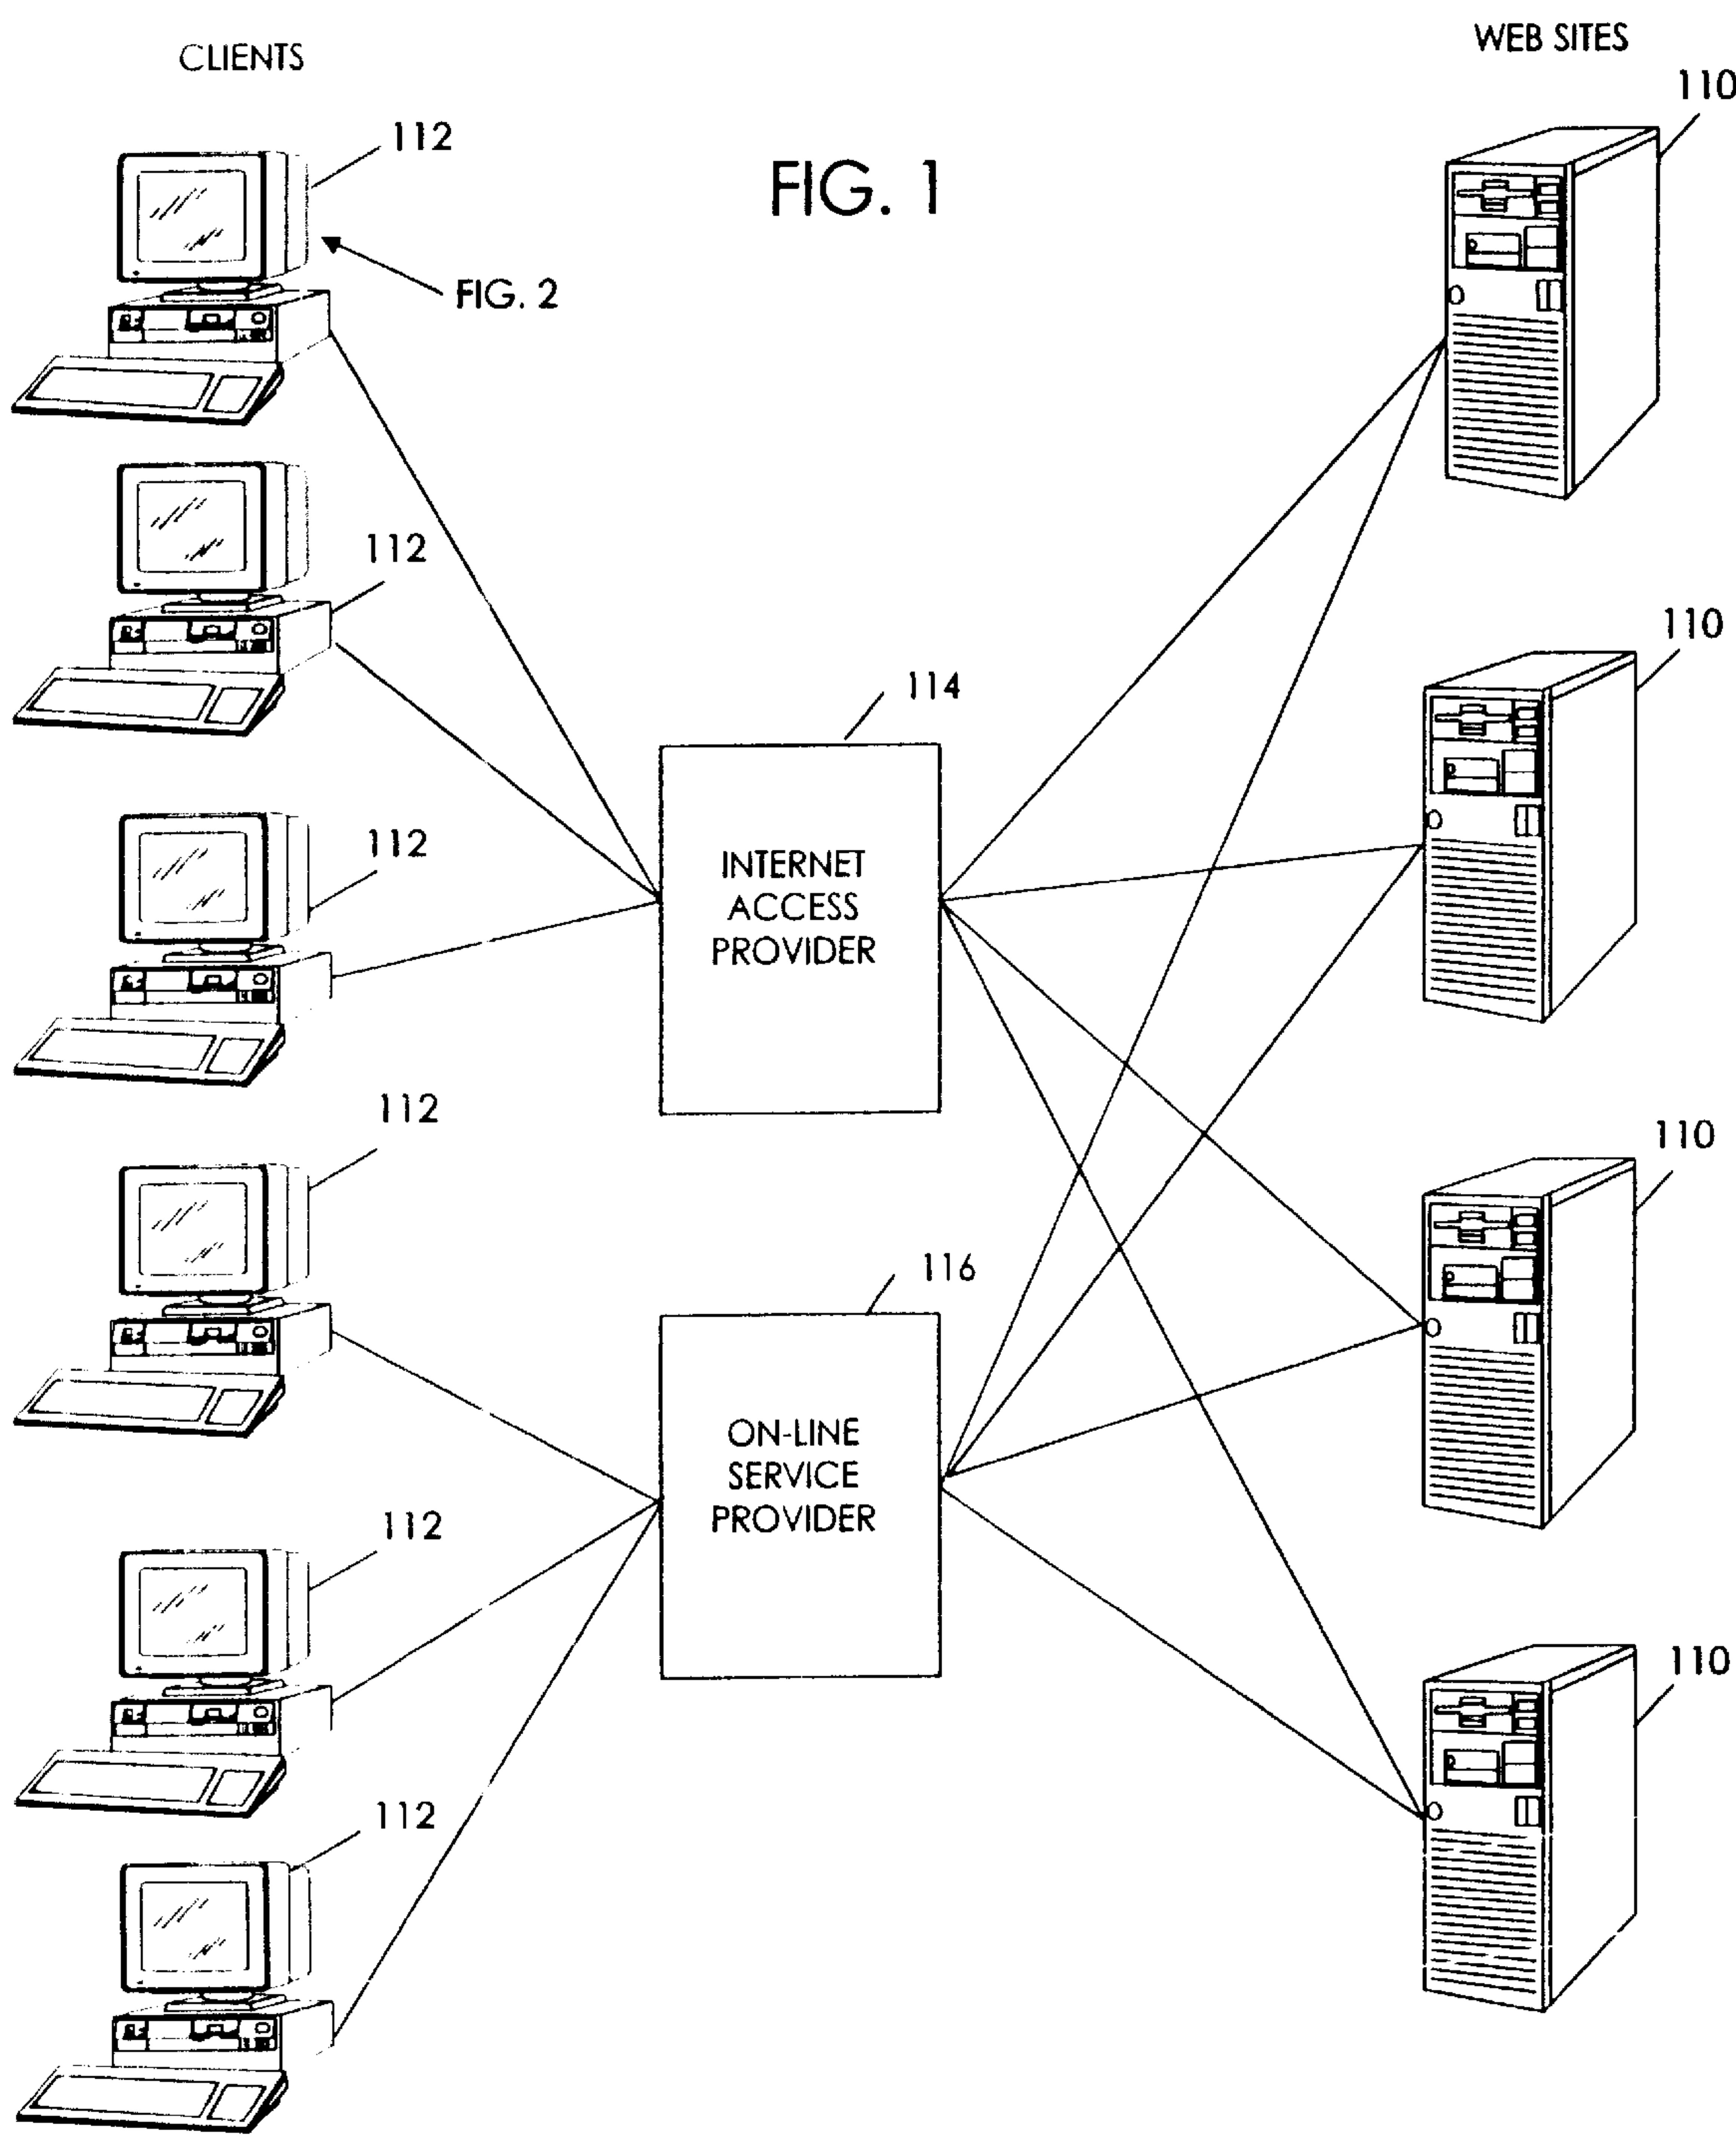 CLIENTS
WEB SITES
110
112
FIG. 1
FIG. 2
112
110
114
112
INTERNET
ACCESS
PROVIDER
112
110
116
ON-LINE
SERVICE
PROVIDER
112
110
112